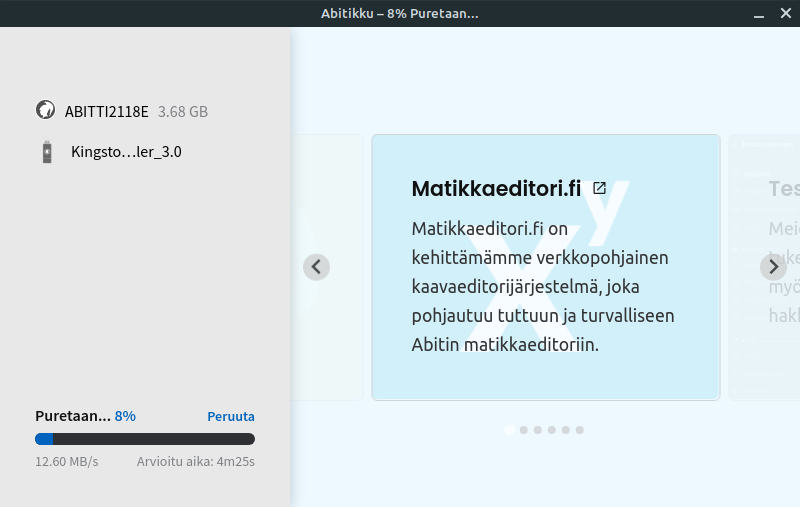 Abitikku – 8% Puretaan...
ABITTI2118E 3.68 GB
Kingsto…ler_3.0
Puretaan... 8% Peruuta
12.60 MB/s Arvioitu aika: 4m25s
Matikkaeditori.fi
Matikkaeditori.fi on
kehittämämme verkkopohjainen
kaavaeditorijärjestelmä, joka
pohjautuu tuttuun ja turvalliseen
Abitin matikkaeditoriin.
xy
Tes
Mei
uke
myö
hakk